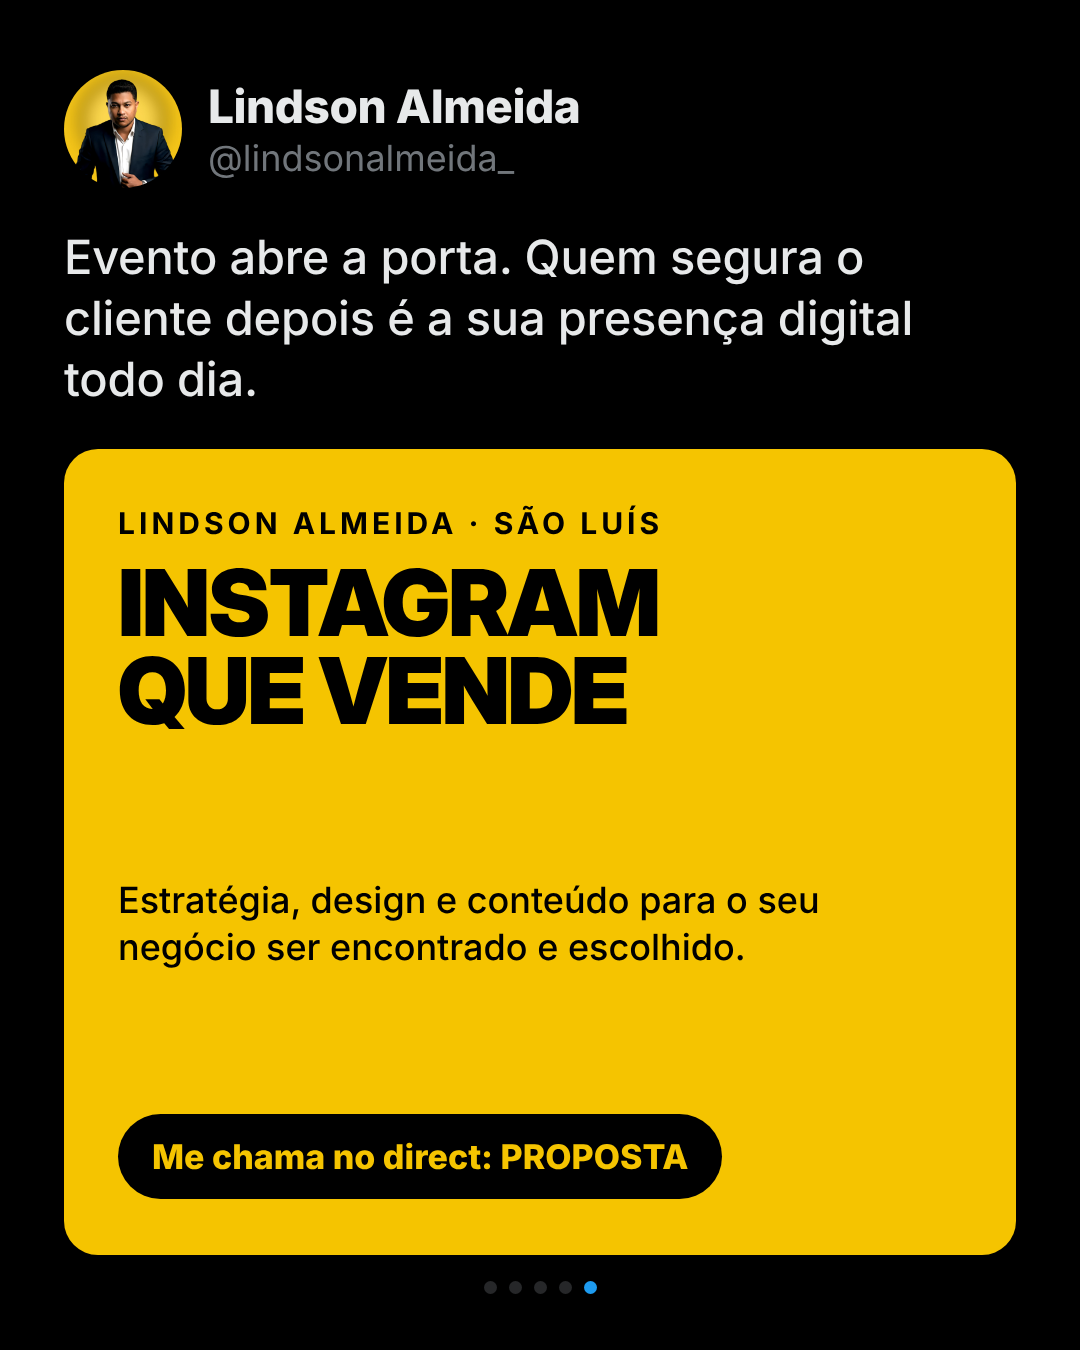 Lindson Almeida
@lindsonalmeida_
Evento abre a porta. Quem segura o
cliente depois é a sua presença digital
todo dia.
LINDSON ALMEIDA · SÃO LUÍS
INSTAGRAM
QUE VENDE
Estratégia, design e conteúdo para o seu
negócio ser encontrado e escolhido.
Me chama no direct: PROPOSTA